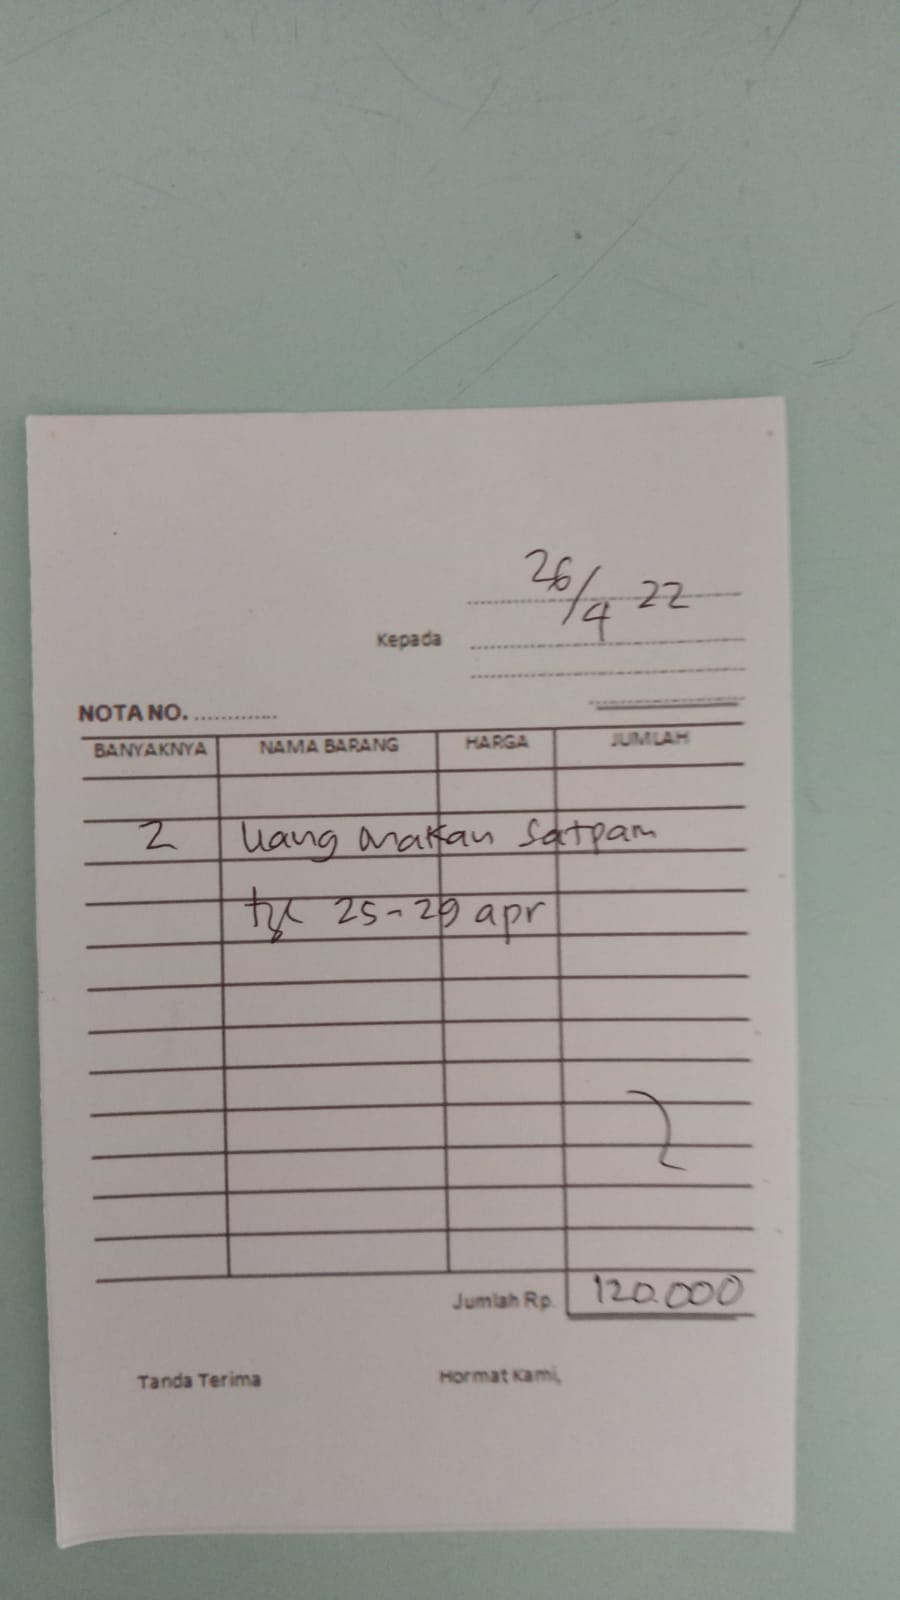 26/4 22
Kepada
NOTA NO. .............
BANYAKNYA NAMA BARANG HARGA JUMLAH
2 Uang makan Satpam
tgl 25-29 apr
Jumlah Rp. 120.000
Tanda Terima Hormat Kami,